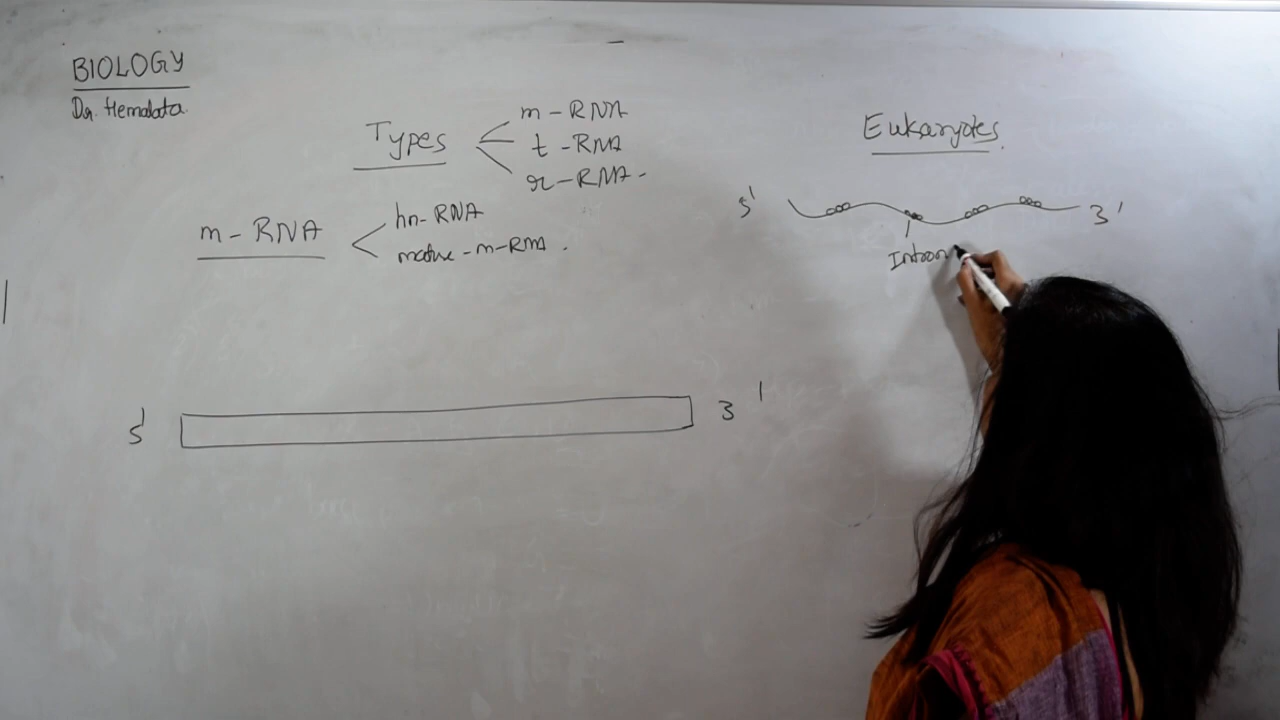 BIOLOGY
Dr. Hemalata.
Types
m-RNA
t-RNA
r-RNA.
m-RNA
hn-RNA
mature-m-RNA.
5' 3'
Eukaryotes.
5' 3'
Intron